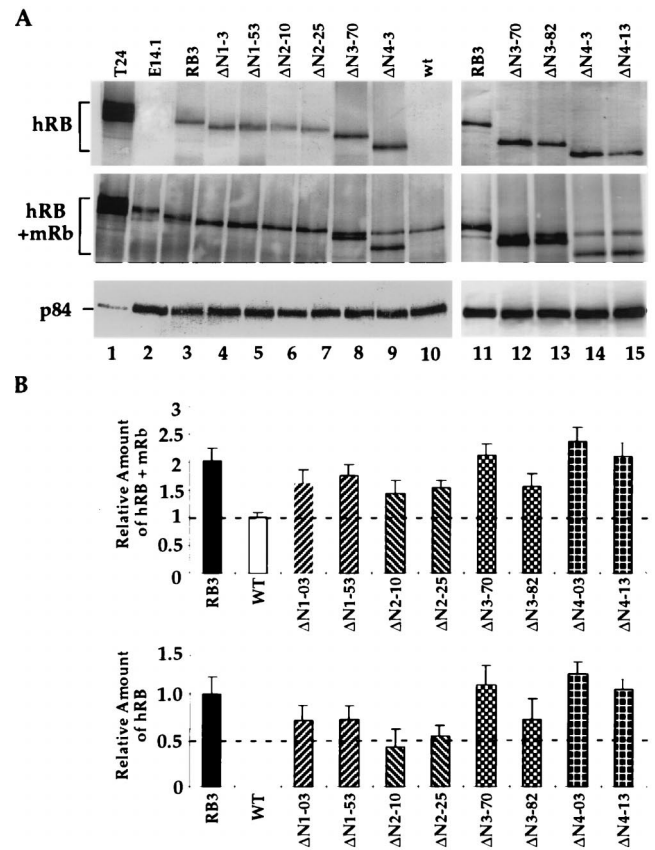 A
T24 E14.1 RB3 ΔN1-3 ΔN1-53 ΔN2-10 ΔN2-25 ΔN3-70 ΔN4-3 wt RB3 ΔN3-70 ΔN3-82 ΔN4-3 ΔN4-13
hRB
hRB
+mRb
p84
1 2 3 4 5 6 7 8 9 10 11 12 13 14 15
B
Relative Amount
of hRB + mRb
3
2.5
2
1.5
1
0.5
0
RB3 WT ΔN1-03 ΔN1-53 ΔN2-10 ΔN2-25 ΔN3-70 ΔN3-82 ΔN4-03 ΔN4-13
Relative Amount
of hRB
1.5
1.0
0.5
0
RB3 WT ΔN1-03 ΔN1-53 ΔN2-10 ΔN2-25 ΔN3-70 ΔN3-82 ΔN4-03 ΔN4-13